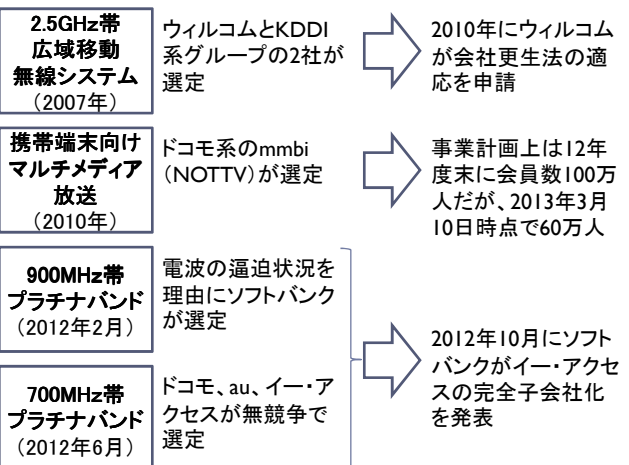 2.5GHz帯
広域移動
無線システム
（2007年）
ウィルコムとKDDI
系グループの2社が
選定
2010年にウィルコム
が会社更生法の適
応を申請
携帯端末向け
マルチメディア
放送
（2010年）
ドコモ系のmmbi
（NOTTV）が選定
事業計画上は12年
度末に会員数100万
人だが、2013年3月
10日時点で60万人
900MHz帯
プラチナバンド
（2012年2月）
電波の逼迫状況を
理由にソフトバンク
が選定
700MHz帯
プラチナバンド
（2012年6月）
ドコモ、au、イー・ア
クセスが無競争で
選定
2012年10月にソフト
バンクがイー・アクセ
スの完全子会社化
を発表